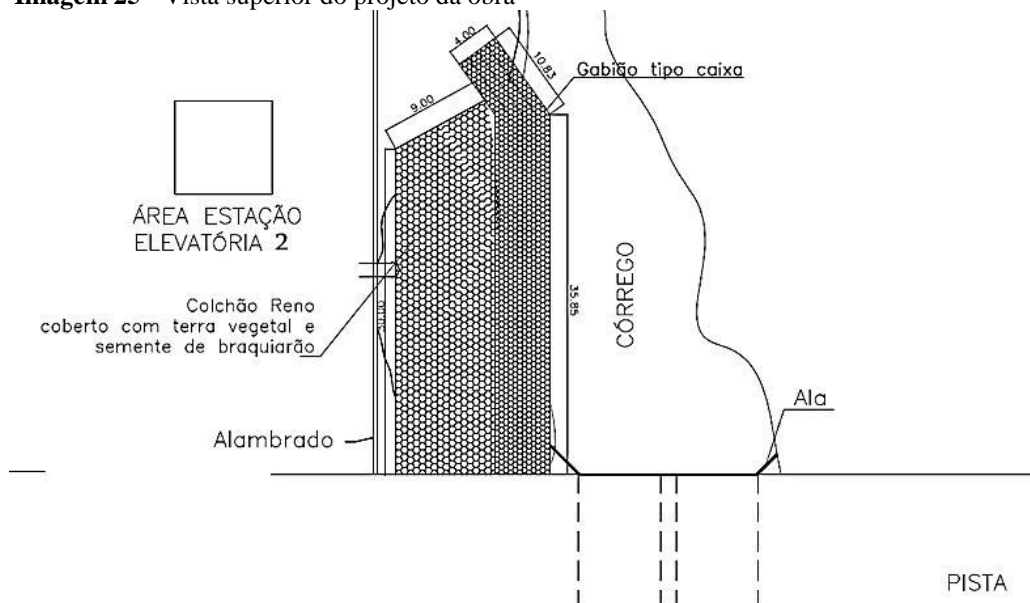 Imagem 25 - Vista superior do projeto da obra
4.00
10.83
Gabião tipo caixa
9.00
ÁREA ESTAÇÃO
ELEVATÓRIA 2
Colchão Reno
coberto com terra vegetal e
semente de braquiarão
35.85
CÓRREGO
Ala
Alambrado
PISTA